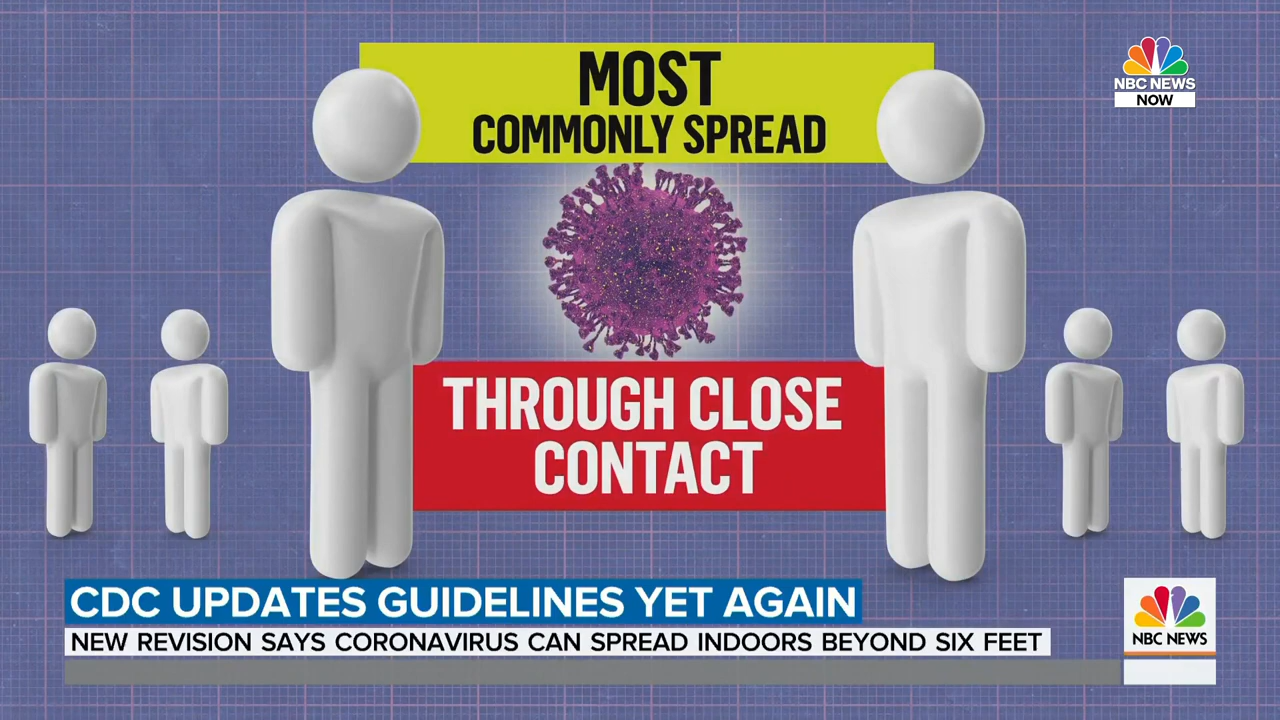 MOST
COMMONLY SPREAD
NBC NEWS
NOW
THROUGH CLOSE
CONTACT
CDC UPDATES GUIDELINES YET AGAIN
NEW REVISION SAYS CORONAVIRUS CAN SPREAD INDOORS BEYOND SIX FEET
NBC NEWS